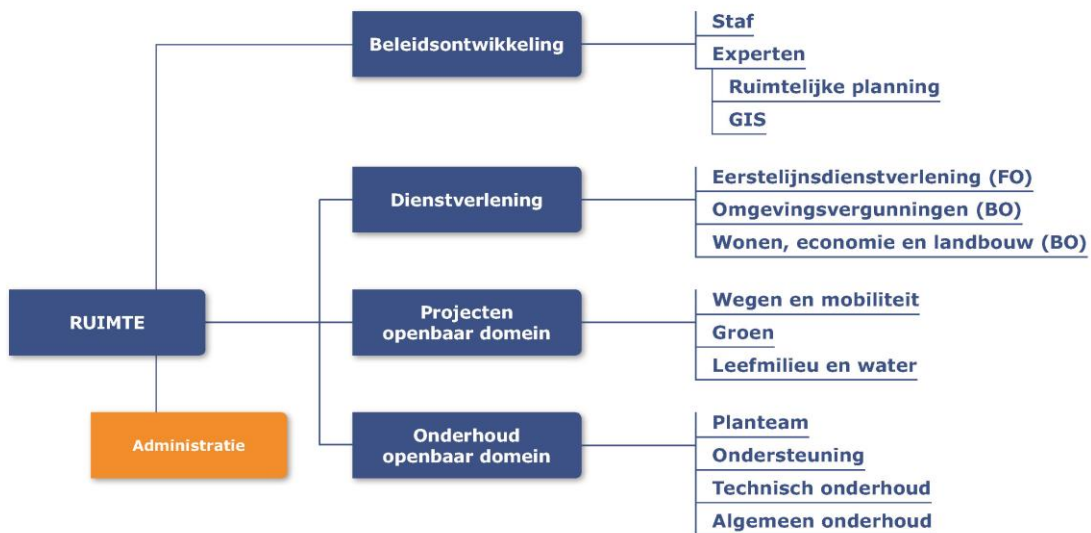 Beleidsontwikkeling
Staf
Experten
Ruimtelijke planning
GIS
Dienstverlening
Eerstelijnsdienstverlening (FO)
Omgevingsvergunningen (BO)
Wonen, economie en landbouw (BO)
RUIMTE
Projecten
openbaar domein
Wegen en mobiliteit
Groen
Leefmilieu en water
Administratie
Onderhoud
openbaar domein
Planteam
Ondersteuning
Technisch onderhoud
Algemeen onderhoud